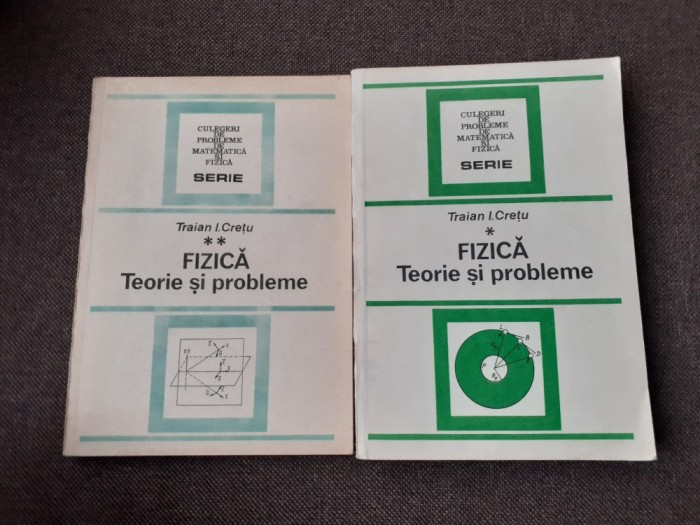 CULEGERI
DE
PROBLEME
DE
MATEMATICĂ
ȘI
FIZICĂ
SERIE
Traian I. Crețu
**
FIZICĂ
Teorie și probleme
CULEGERI
DE
PROBLEME
DE
MATEMATICĂ
ȘI
FIZICĂ
SERIE
Traian I. Crețu
*
FIZICĂ
Teorie și probleme